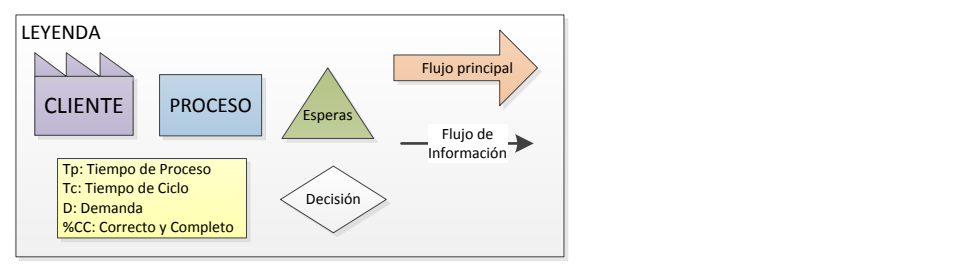 LEYENDA
CLIENTE
PROCESO
Esperas
Flujo principal
Flujo de
Información
Tp: Tiempo de Proceso
Tc: Tiempo de Ciclo
D: Demanda
%CC: Correcto y Completo
Decisión